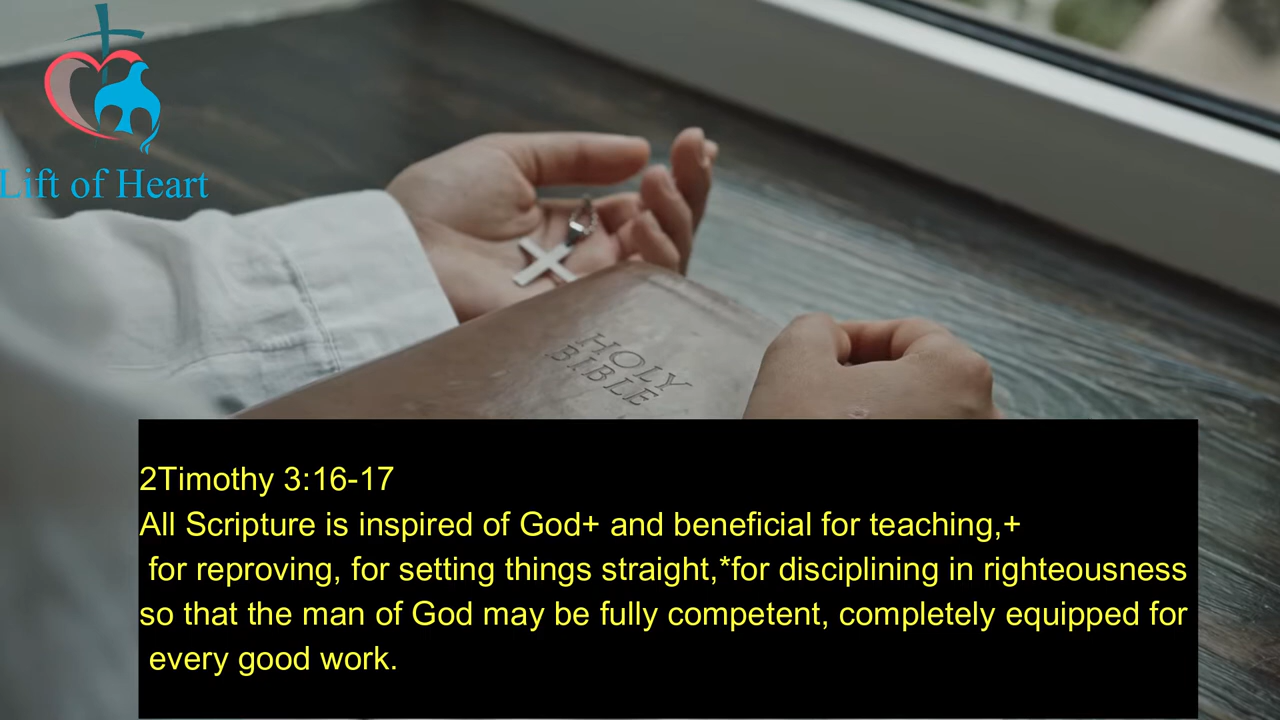 Lift of Heart
HOLY
BIBLE
2Timothy 3:16-17
All Scripture is inspired of God+ and beneficial for teaching,+
for reproving, for setting things straight,*for disciplining in righteousness
so that the man of God may be fully competent, completely equipped for
every good work.